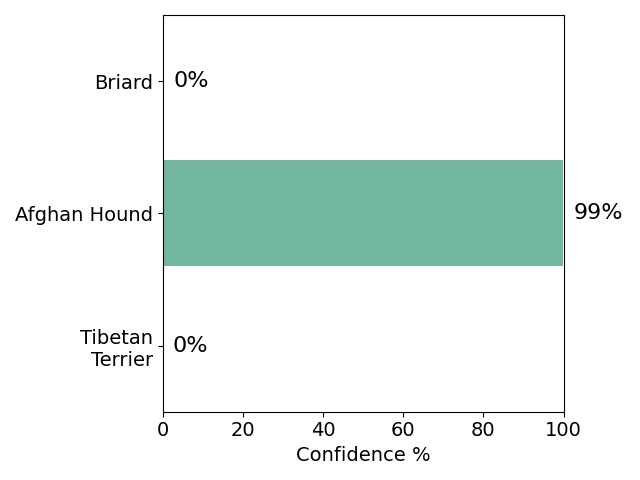 Briard
0%
Afghan Hound
99%
Tibetan
Terrier
0%
0 20 40 60 80 100
Confidence %